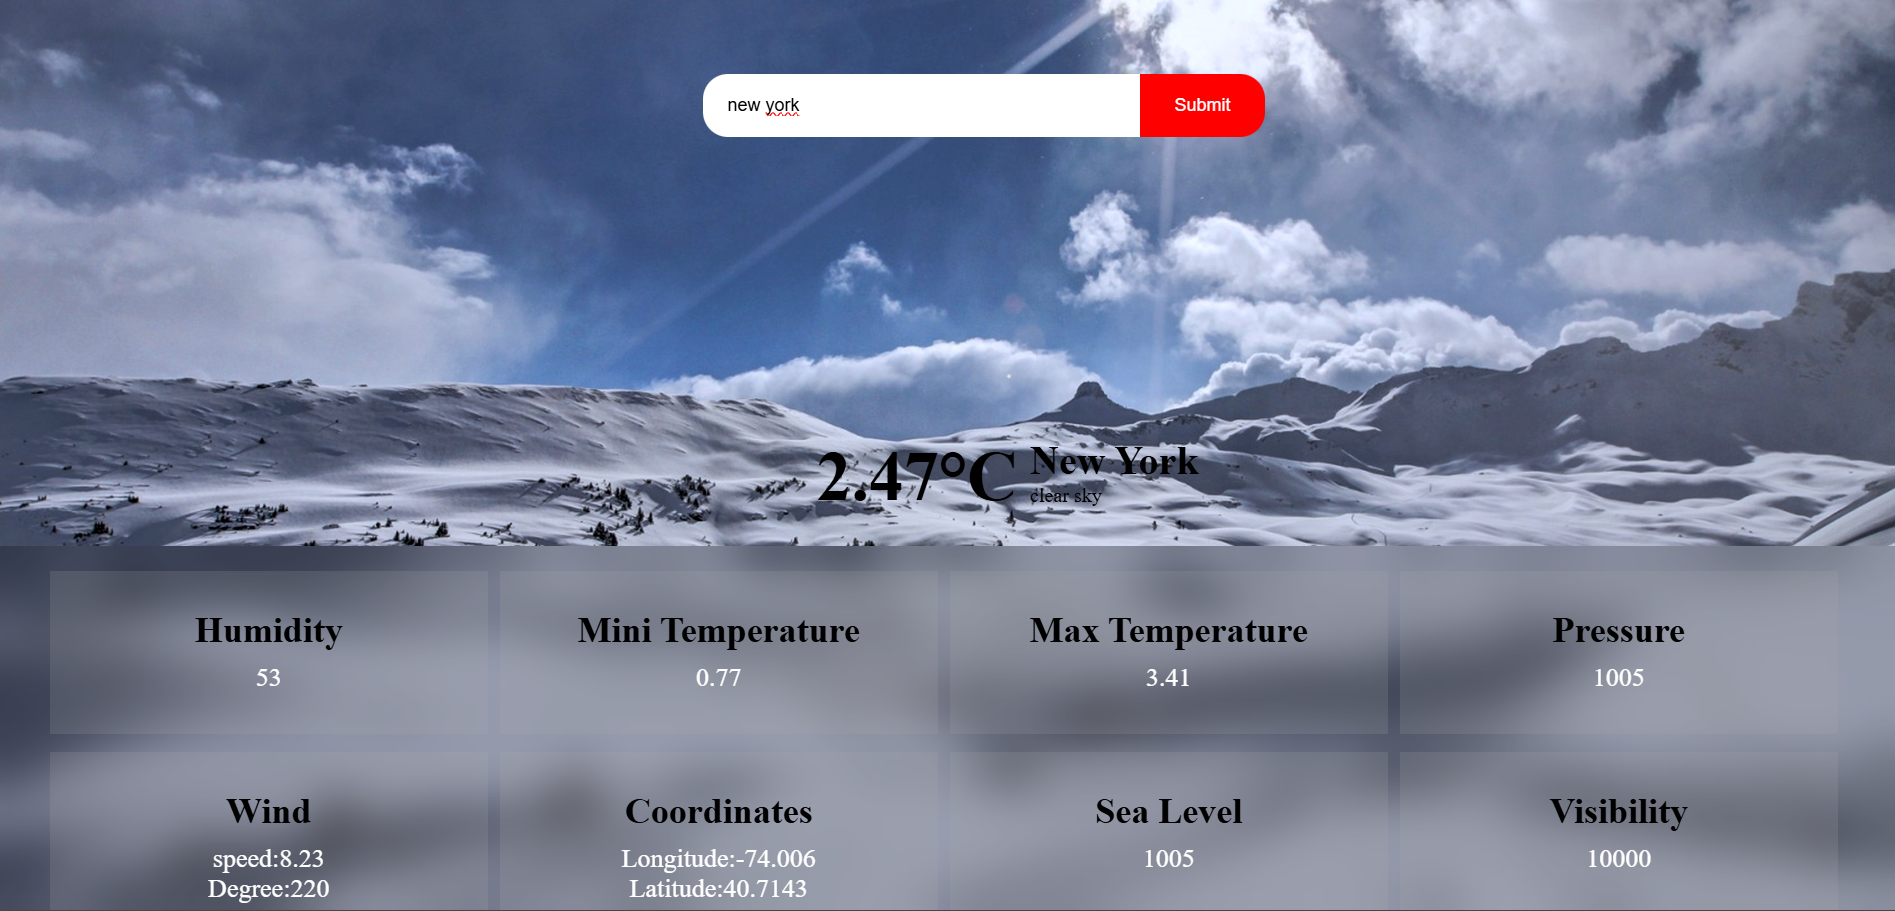 new york
Submit
2.47°C
New York
clear sky
Humidity
53
Mini Temperature
0.77
Max Temperature
3.41
Pressure
1005
Wind
speed:8.23
Degree:220
Coordinates
Longitude:-74.006
Latitude:40.7143
Sea Level
1005
Visibility
10000